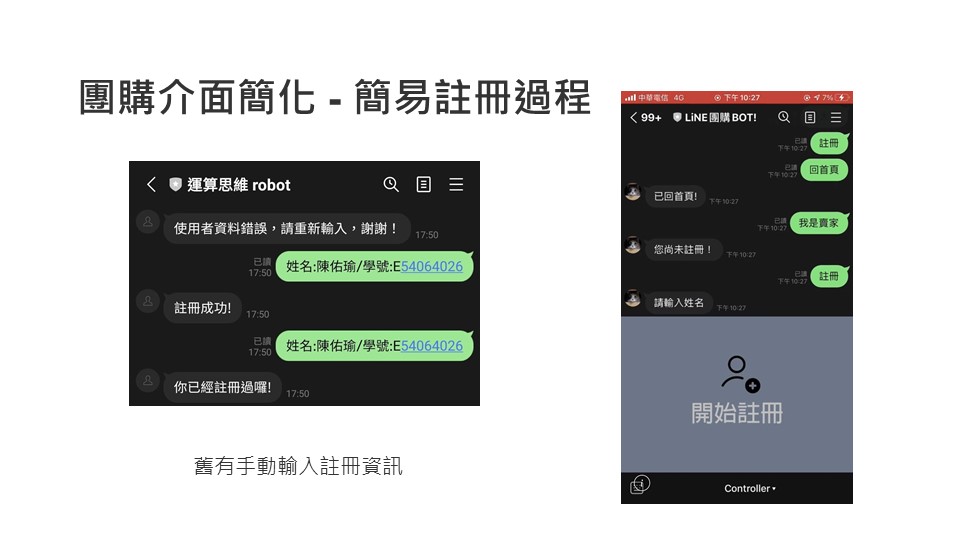 團購介面簡化 - 簡易註冊過程
運算思維 robot
使用者資料錯誤，請重新輸入，謝謝！
17:50
已讀
17:50
姓名:陳佑瑜/學號:E54064026
註冊成功!
17:50
已讀
17:50
姓名:陳佑瑜/學號:E54064026
你已經註冊過囉!
17:50
舊有手動輸入註冊資訊
中華電信 4G 下午10:27 7%
99+ LiNE團購BOT!
已讀
下午10:27
註冊
已讀
下午10:27
回首頁
已回首頁!
下午10:27
已讀
下午10:27
我是賣家
您尚未註冊！
下午10:27
已讀
下午10:27
註冊
請輸入姓名
下午10:27
開始註冊
Controller